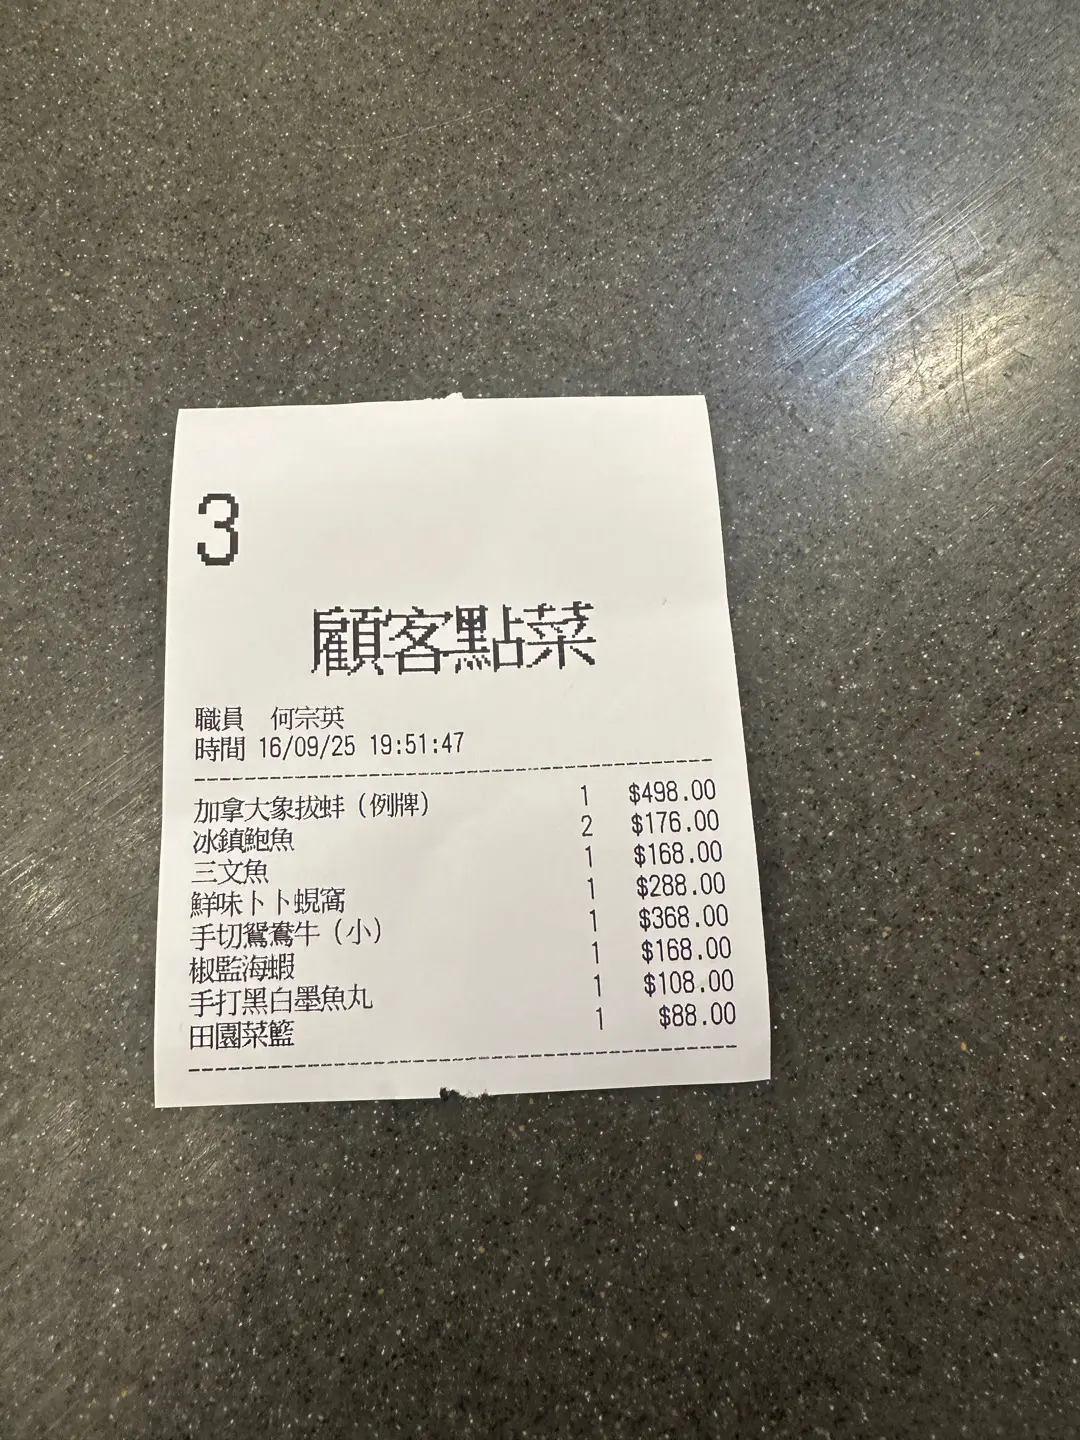 3
顧客點菜
職員 何宗英
時間 16/09/25 19:51:47
加拿大象拔蚌（例牌） 1 $498.00
冰鎮鮑魚 2 $176.00
三文魚 1 $168.00
鮮味卜卜蜆窩 1 $288.00
手切鴛鴦牛（小） 1 $368.00
椒監海蝦 1 $168.00
手打黑白墨魚丸 1 $108.00
田園菜籃 1 $88.00